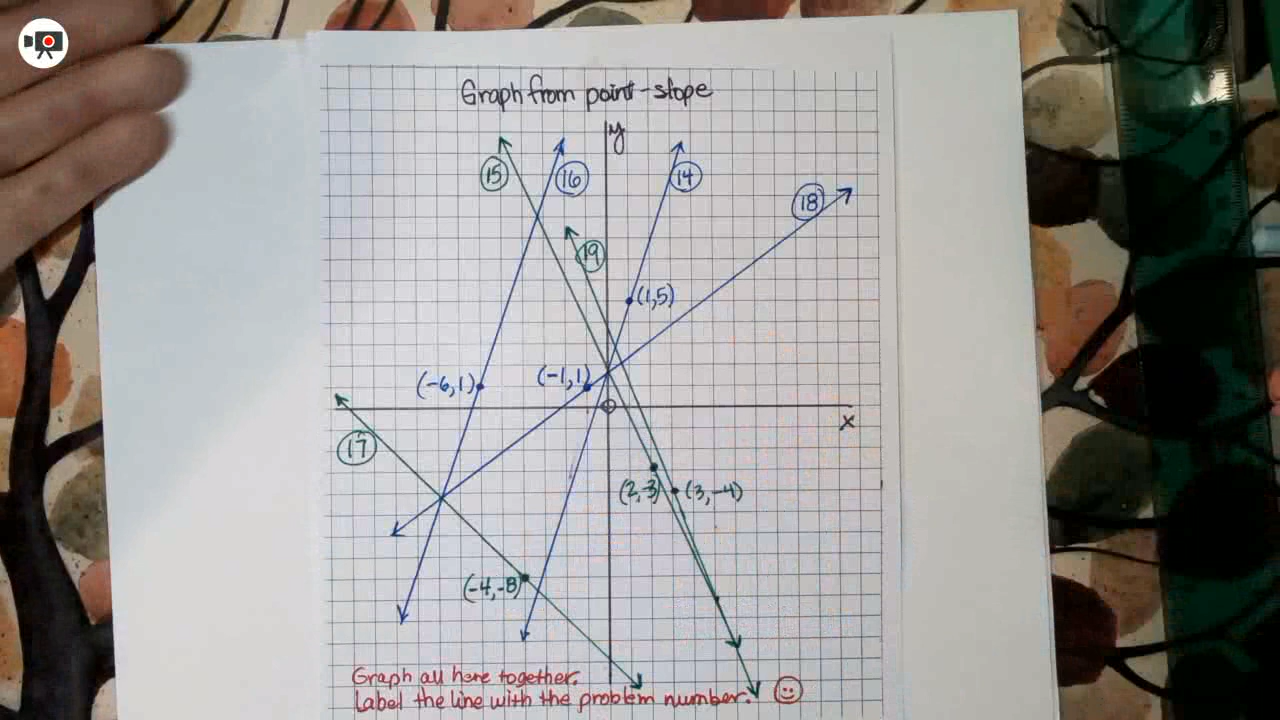 Graph from point-slope
y
15
16
14
18
19
(1,5)
(-6,1)
(-1,1)
x
17
(2,-3)
(3,-4)
(-4,-8)
Graph all here together.
Label the line with the problem number.